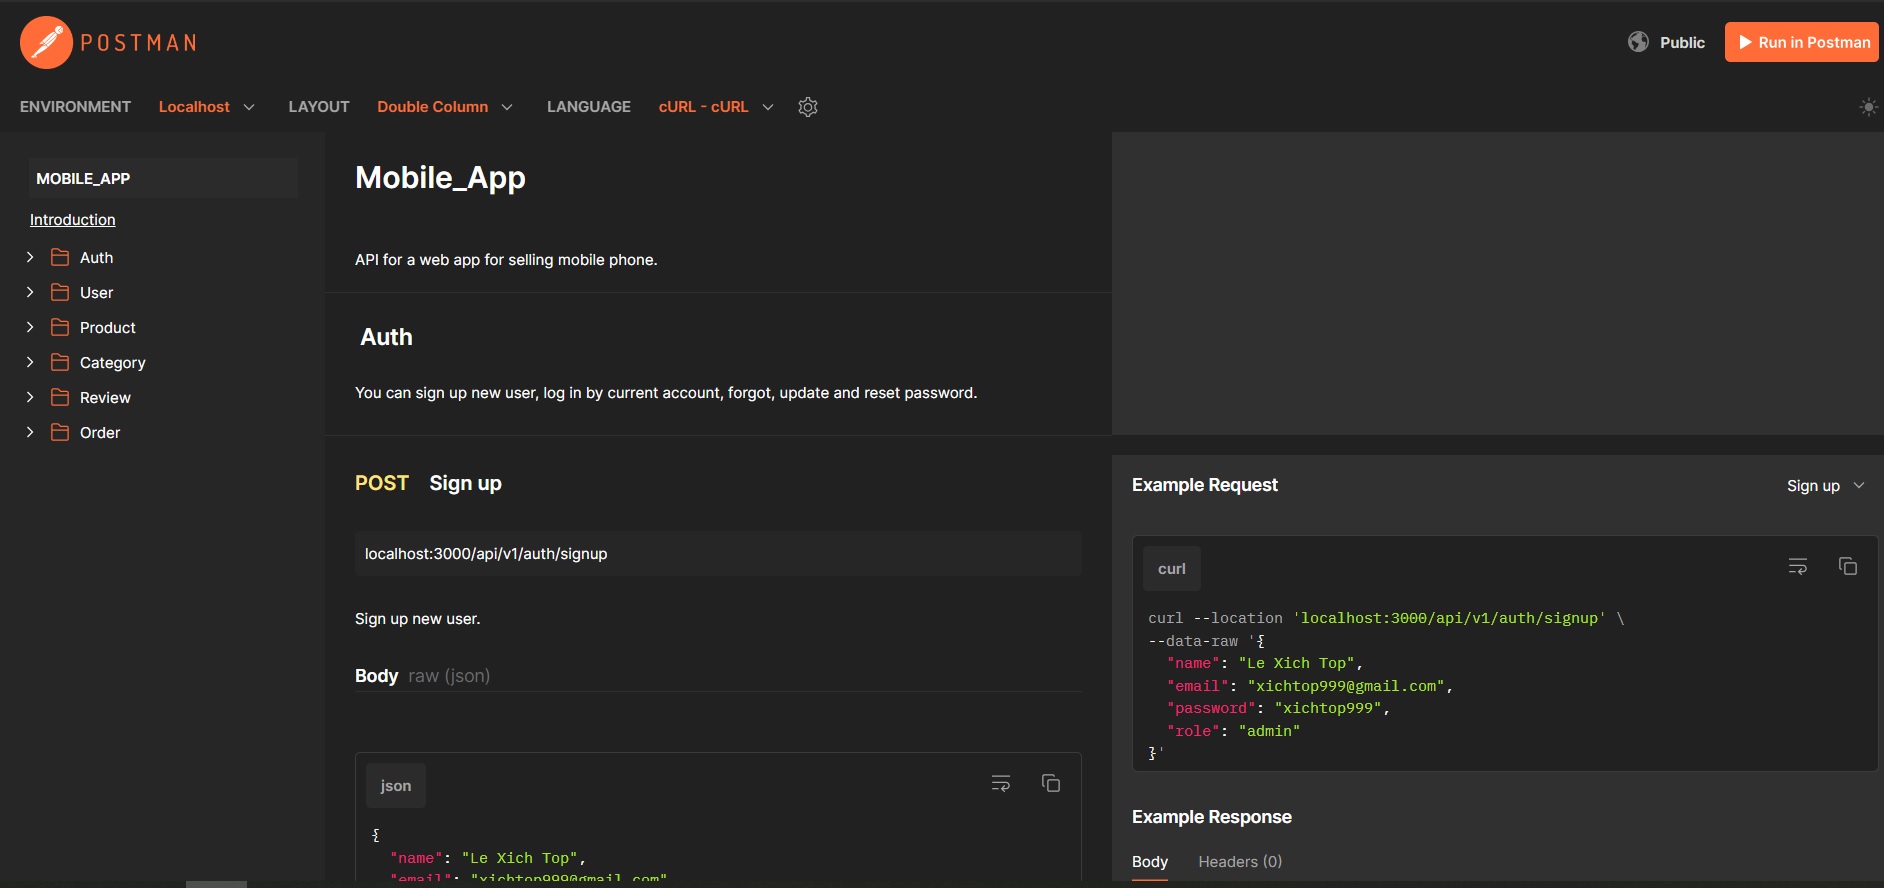 POSTMAN
Public
Run in Postman
ENVIRONMENT Localhost LAYOUT Double Column LANGUAGE cURL - cURL
MOBILE_APP
Introduction
Auth
User
Product
Category
Review
Order
Mobile_App
API for a web app for selling mobile phone.
Auth
You can sign up new user, log in by current account, forgot, update and reset password.
POST Sign up
localhost:3000/api/v1/auth/signup
Sign up new user.
Body raw (json)
json
{
"name": "Le Xich Top",
"email": "xichtop999@gmail.com"
Example Request
Sign up
curl
curl --location 'localhost:3000/api/v1/auth/signup' \
--data-raw '{
"name": "Le Xich Top",
"email": "xichtop999@gmail.com",
"password": "xichtop999",
"role": "admin"
}'
Example Response
Body Headers (0)